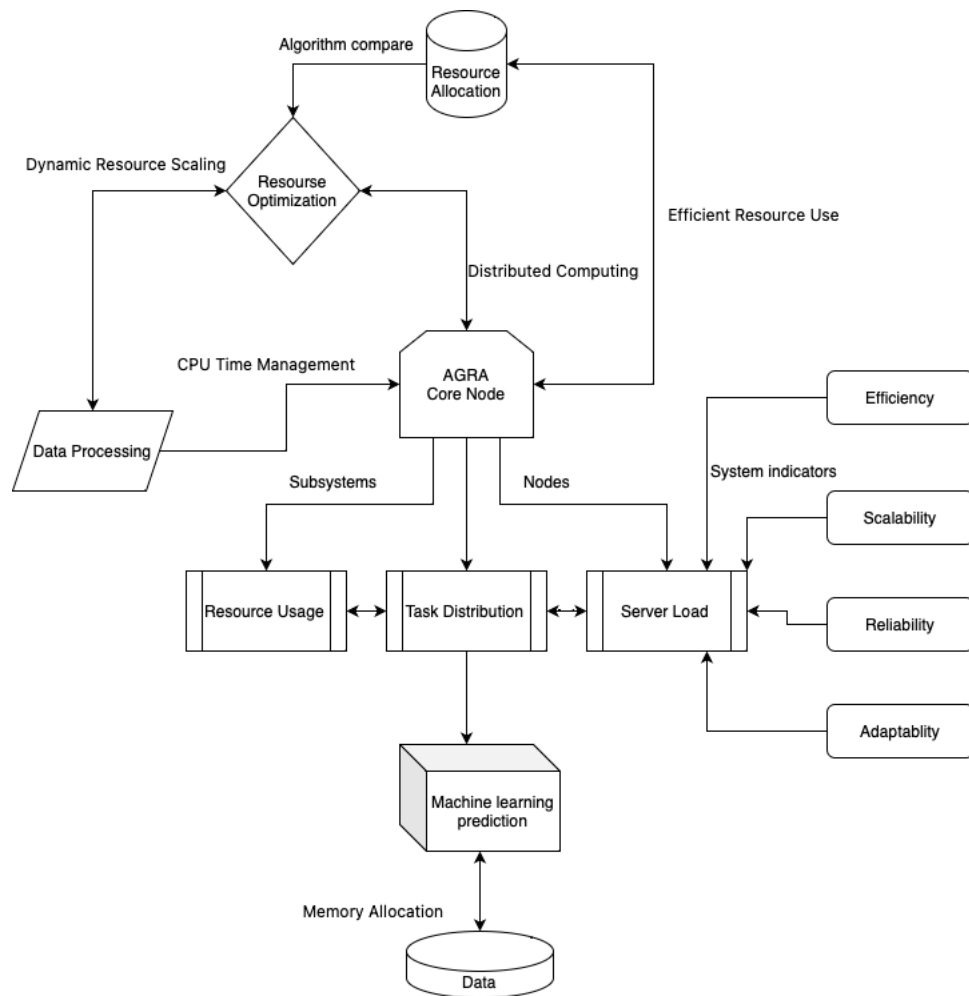 Algorithm compare
Resource
Allocation
Dynamic Resource Scaling
Resourse
Optimization
Efficient Resource Use
Distributed Computing
CPU Time Management
AGRA
Core Node
Efficiency
Data Processing
Subsystems
Nodes
System indicators
Scalability
Resource Usage
Task Distribution
Server Load
Reliability
Adaptablity
Machine learning
prediction
Memory Allocation
Data